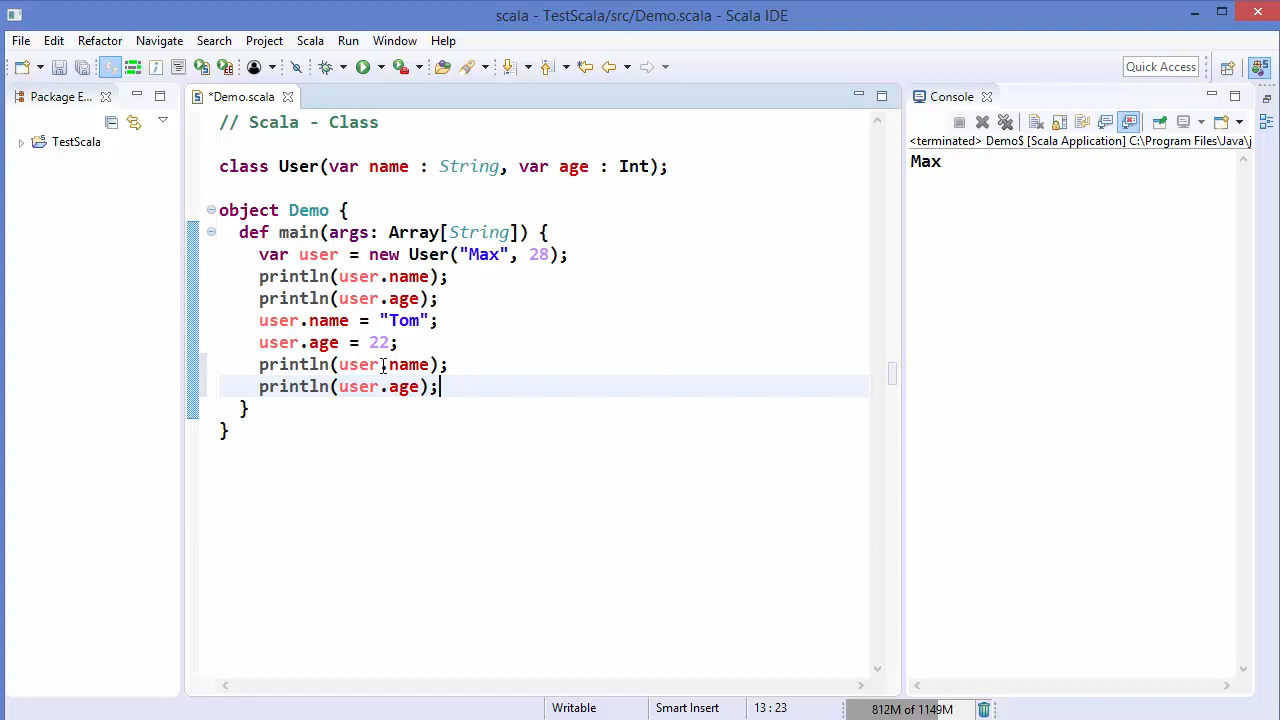 scala - TestScala/src/Demo.scala - Scala IDE
File Edit Refactor Navigate Search Project Scala Run Window Help
Quick Access
Package E...
*Demo.scala
Console
TestScala
<terminated> Demo$ [Scala Application] C:\Program Files\Java\j
Max
// Scala - Class
class User(var name : String, var age : Int);
object Demo {
def main(args: Array[String]) {
var user = new User("Max", 28);
println(user.name);
println(user.age);
user.name = "Tom";
user.age = 22;
println(user.name);
println(user.age);
}
}
Writable
Smart Insert
13 : 23
812M of 1149M